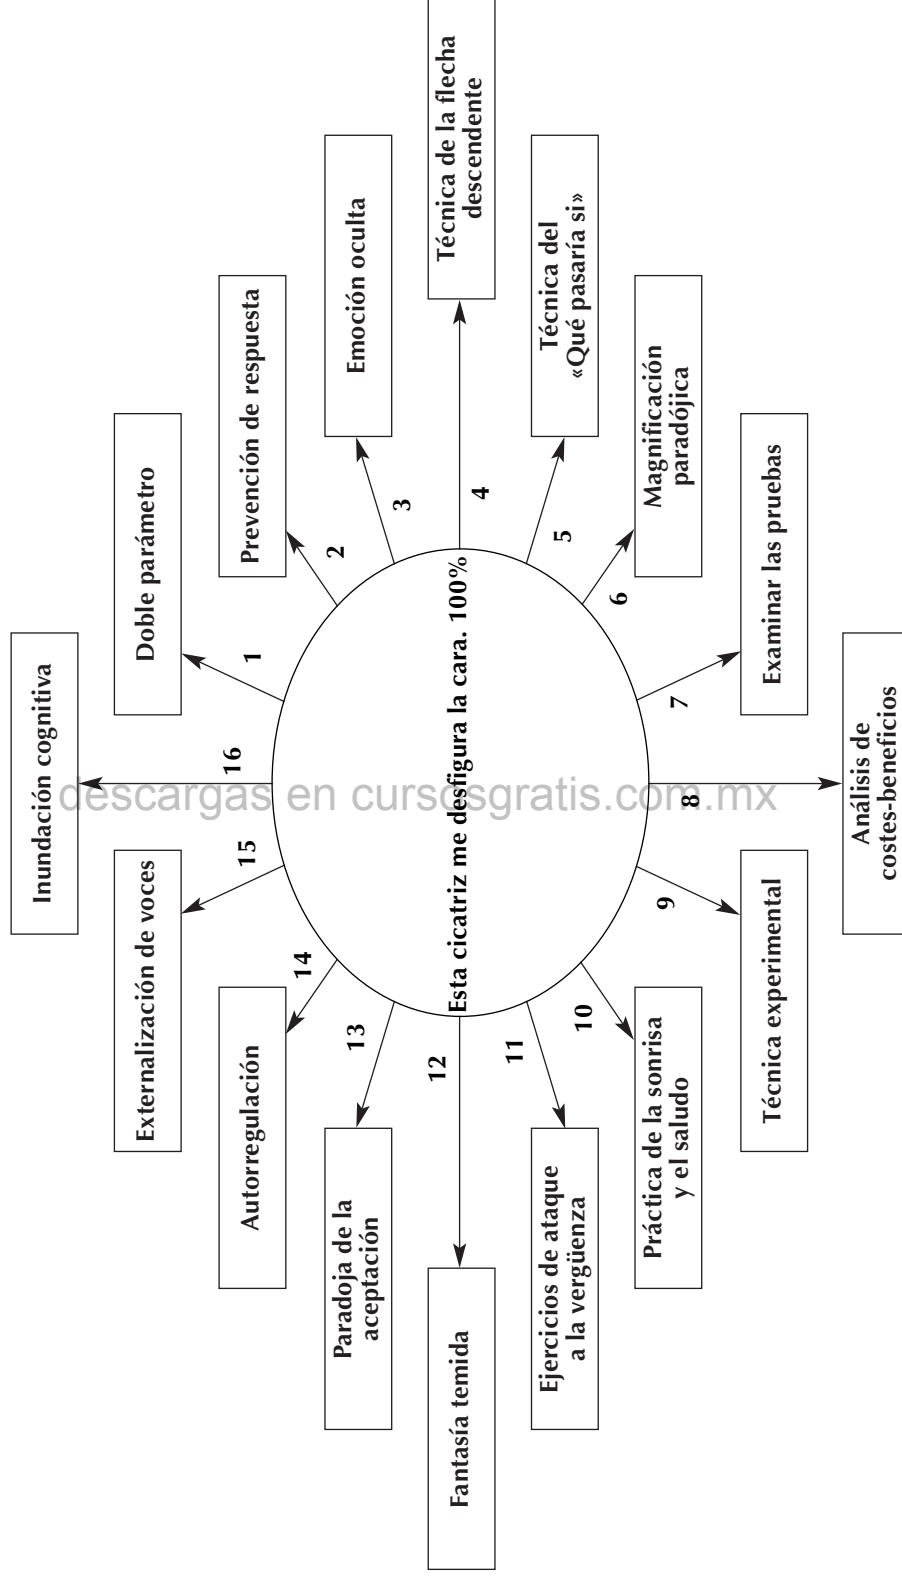 Esta cicatriz me desfigura la cara. 100%
1
Doble parámetro
2
Prevención de respuesta
3
Emoción oculta
4
Técnica de la flecha
descendente
5
Técnica del
«Qué pasaría si»
6
Magnificación
paradójica
7
Examinar las pruebas
8
Análisis de
costes-beneficios
9
Técnica experimental
10
Práctica de la sonrisa
y el saludo
11
Ejercicios de ataque
a la vergüenza
12
Fantasía temida
13
Paradoja de la
aceptación
14
Autorregulación
15
Externalización de voces
16
Inundación cognitiva
descargas en cursosgratis.com.mx